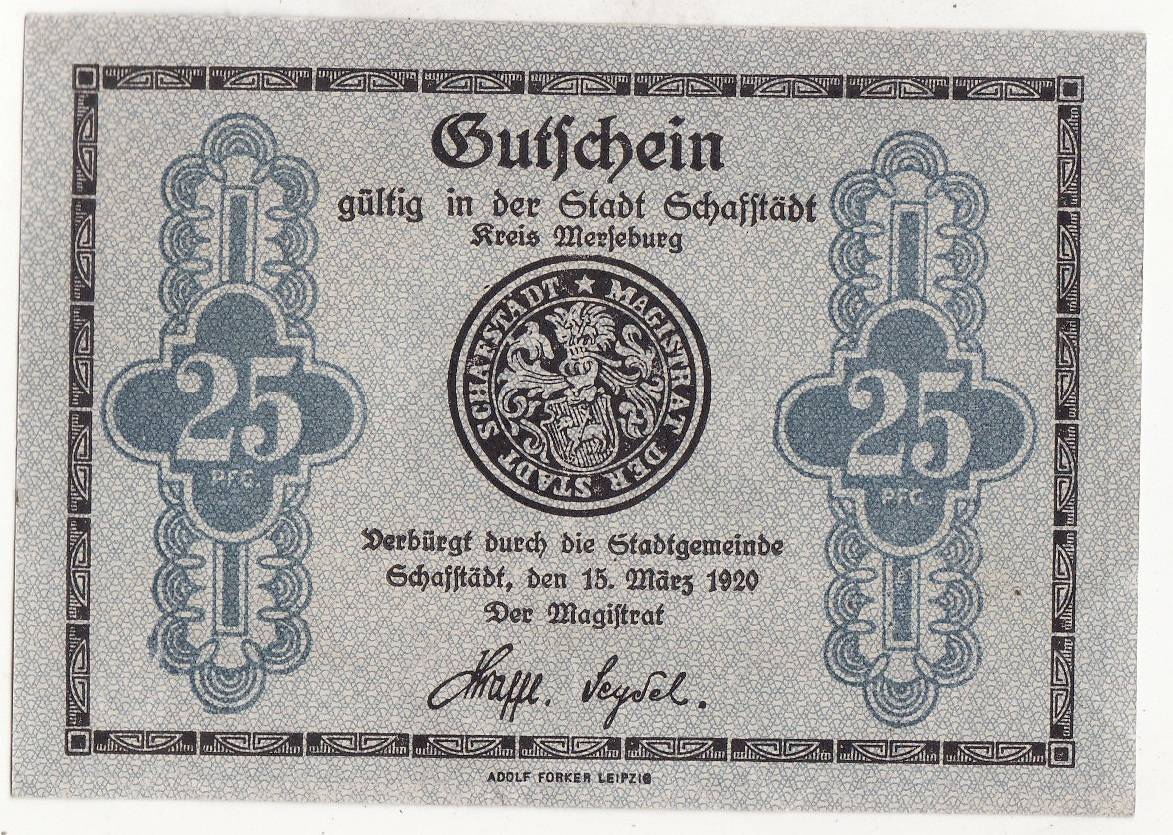 Gutschein
gültig in der Stadt Schafstädt
Kreis Merseburg
MAGISTRAT DER STADT SCHAFSTÄDT
25
PFG.
25
PFG.
Verbürgt durch die Stadtgemeinde
Schafstädt, den 15. März 1920
Der Magistrat
Seydel.
ADOLF FORKER LEIPZIG